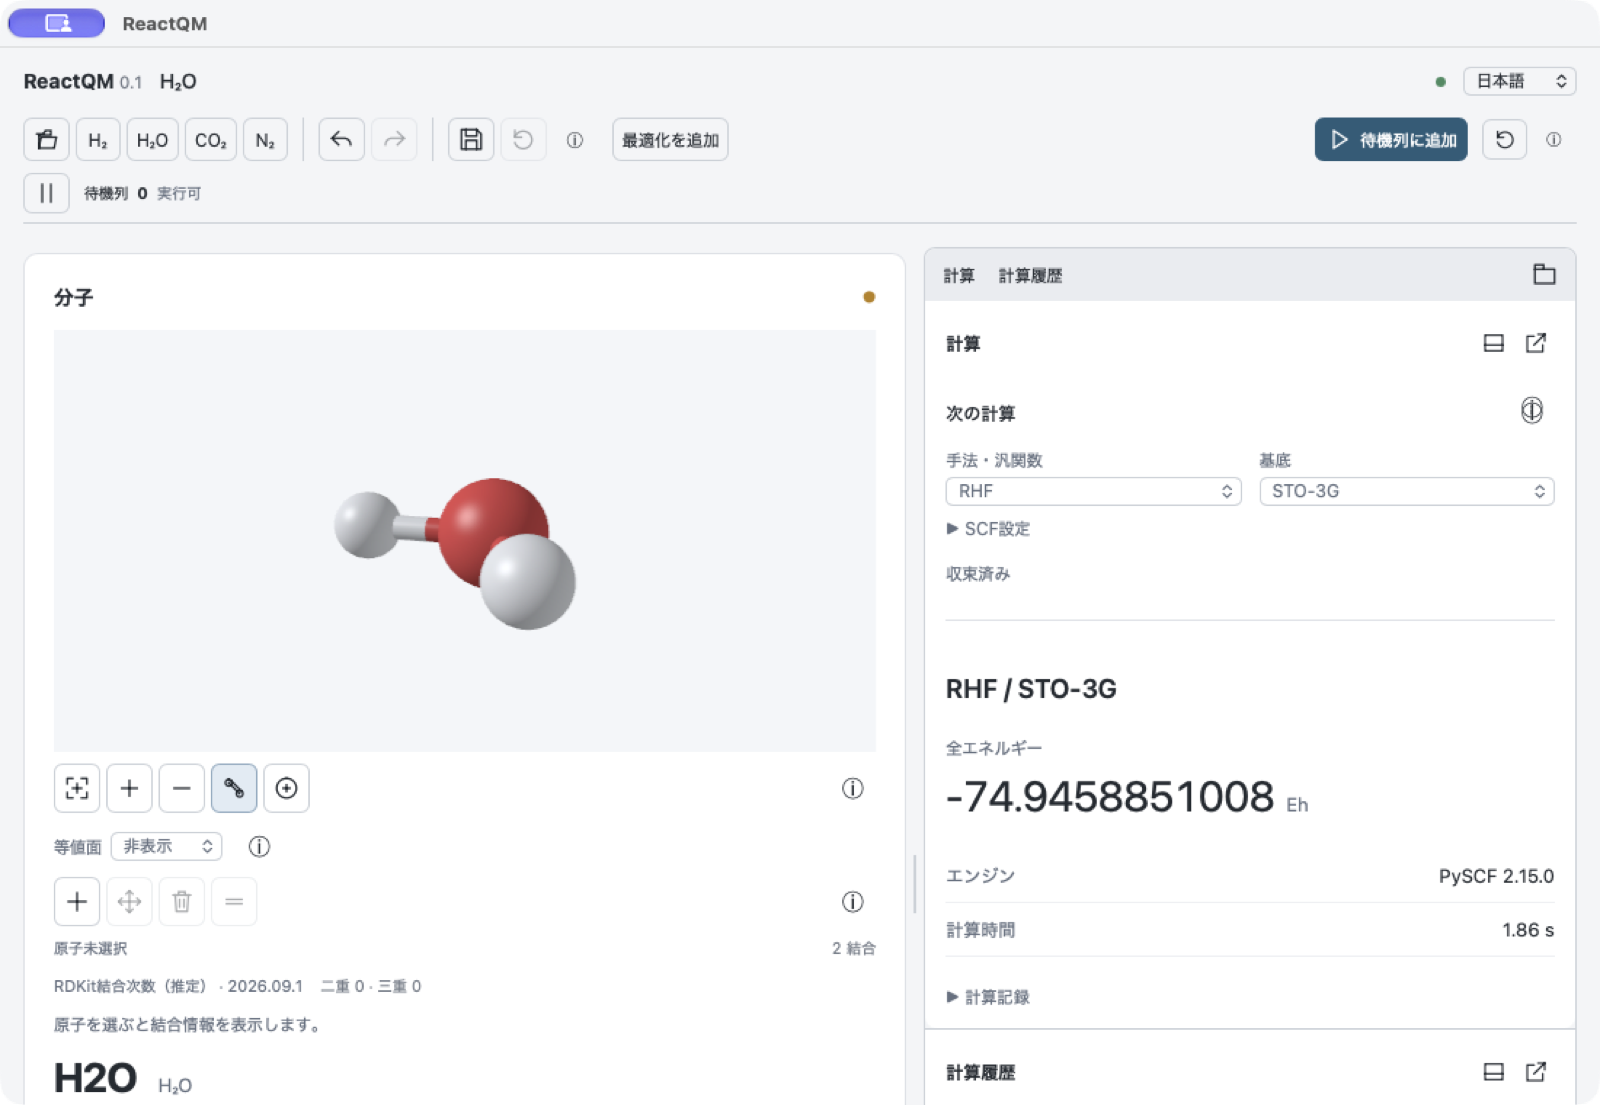 ReactQM
ReactQM 0.1 H₂O
日本語
H₂ H₂O CO₂ N₂ 最適化を追加 待機列に追加
待機列 0 実行可
分子
計算 計算履歴
計算
次の計算
手法・汎関数 基底
RHF STO-3G
SCF設定
収束済み
RHF / STO-3G
全エネルギー
-74.9458851008 Eh
エンジン PySCF 2.15.0
計算時間 1.86 s
計算記録
計算履歴
等値面 非表示
原子未選択 2 結合
RDKit結合次数（推定） · 2026.09.1 二重 0 · 三重 0
原子を選ぶと結合情報を表示します。
H2O H₂O